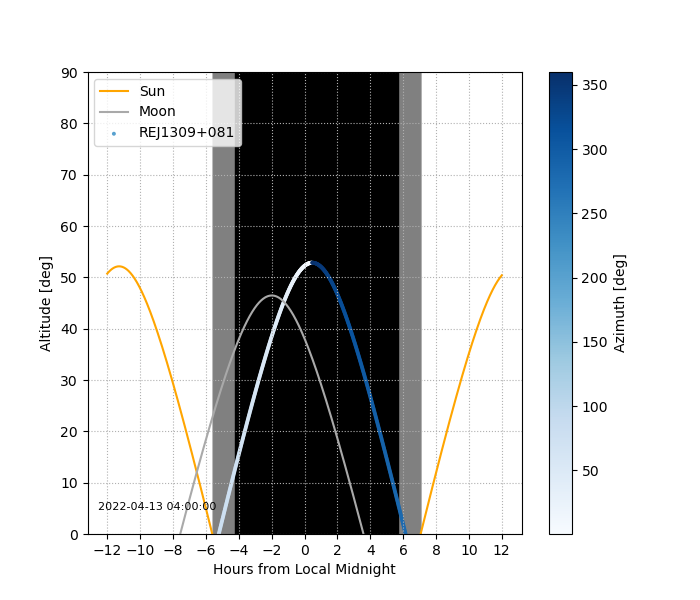 Sun
Moon
REJ1309+081
90
80
70
60
50
40
30
20
10
0
Altitude [deg]
2022-04-13 04:00:00
−12 −10 −8 −6 −4 −2 0 2 4 6 8 10 12
Hours from Local Midnight
350
300
250
200
150
100
50
Azimuth [deg]